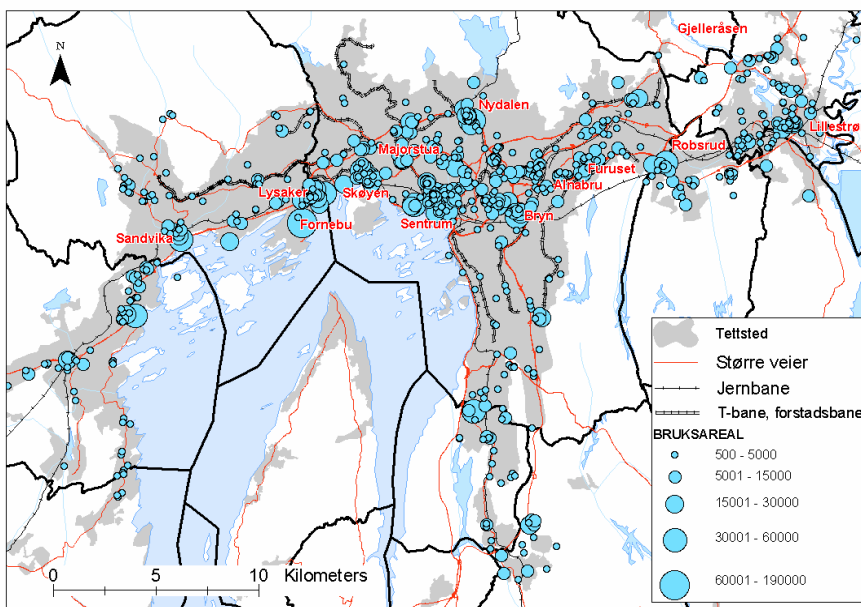 Gjelleråsen
N
Nydalen
Lillestrø
Robsrud
Majorstua
Furuset
Alnabru
Lysaker
Skøyen
Sentrum
Bryn
Fornebu
Sandvika
Tettsted
Større veier
Jernbane
T-bane, forstadsbane
BRUKSAREAL
500 - 5000
5001 - 15000
15001 - 30000
30001 - 60000
60001 - 190000
0 5 10 Kilometers